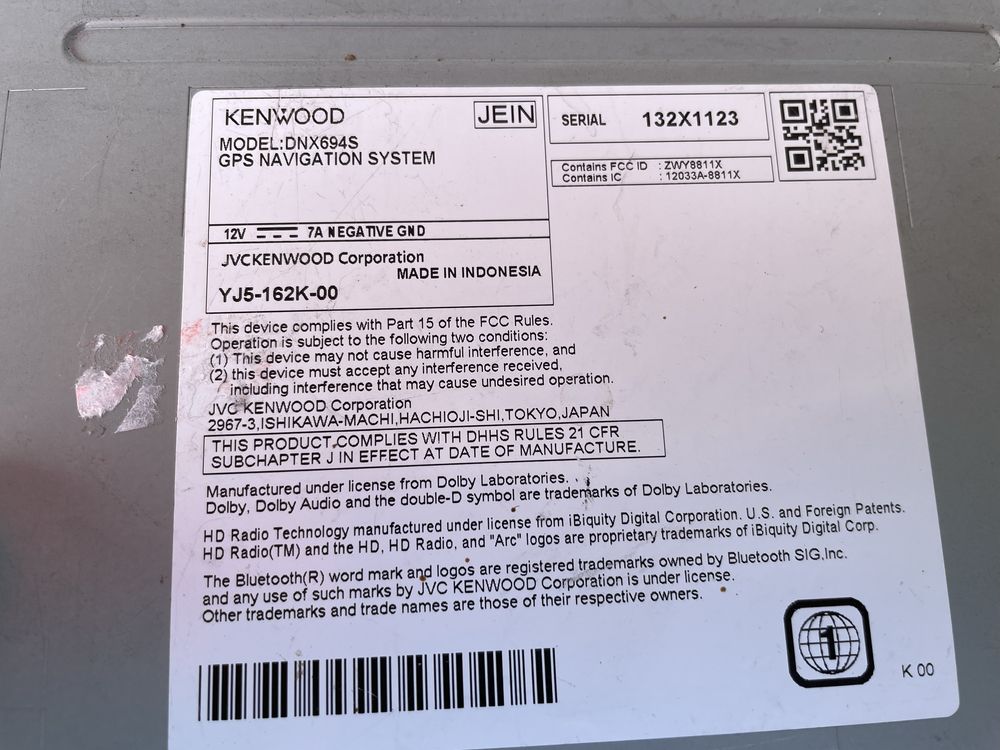 KENWOOD
JEIN
MODEL:DNX694S
GPS NAVIGATION SYSTEM
12V 7A NEGATIVE GND
JVCKENWOOD Corporation
MADE IN INDONESIA
YJ5-162K-00
SERIAL 132X1123
Contains FCC ID : ZWY8811X
Contains IC : 12033A-8811X
This device complies with Part 15 of the FCC Rules.
Operation is subject to the following two conditions:
(1) This device may not cause harmful interference, and
(2) this device must accept any interference received,
including interference that may cause undesired operation.
JVC KENWOOD Corporation
2967-3,ISHIKAWA-MACHI,HACHIOJI-SHI,TOKYO,JAPAN
THIS PRODUCT COMPLIES WITH DHHS RULES 21 CFR
SUBCHAPTER J IN EFFECT AT DATE OF MANUFACTURE.
Manufactured under license from Dolby Laboratories.
Dolby, Dolby Audio and the double-D symbol are trademarks of Dolby Laboratories.
HD Radio Technology manufactured under license from iBiquity Digital Corporation. U.S. and Foreign Patents.
HD Radio(TM) and the HD, HD Radio, and "Arc" logos are proprietary trademarks of iBiquity Digital Corp.
The Bluetooth(R) word mark and logos are registered trademarks owned by Bluetooth SIG,Inc.
and any use of such marks by JVC KENWOOD Corporation is under license.
Other trademarks and trade names are those of their respective owners.
1
K 00